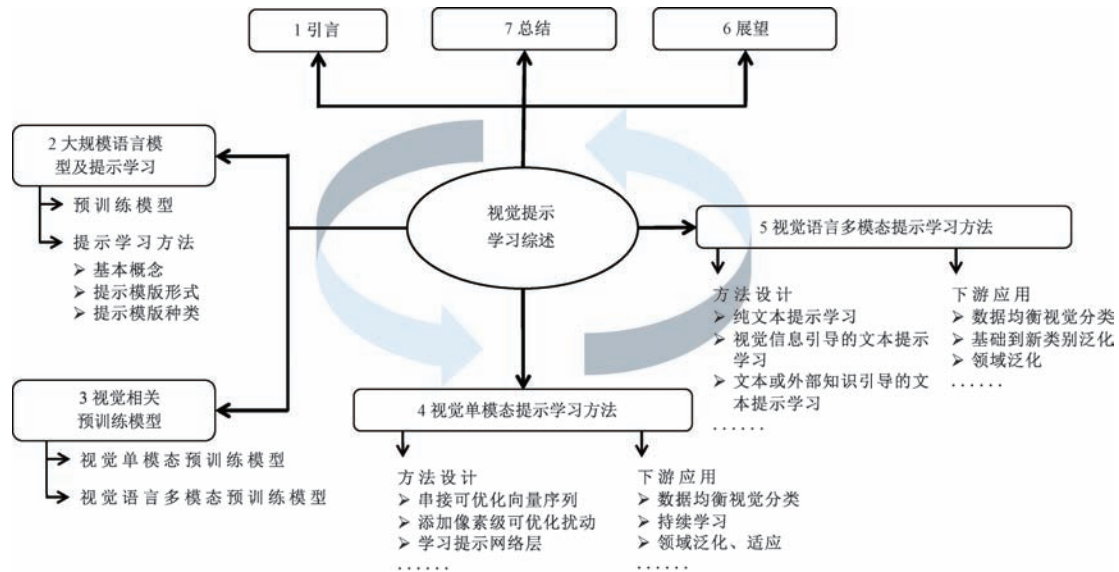 1 引言
7 总结
6 展望
2 大规模语言模
型及提示学习
预训练模型
提示学习方法
➢ 基本概念
➢ 提示模版形式
➢ 提示模版种类
3 视觉相关
预训练模型
视觉单模态预训练模型
视觉语言多模态预训练模型
视觉提示
学习综述
4 视觉单模态提示学习方法
方法设计
➢ 串接可优化向量序列
➢ 添加像素级可优化扰动
➢ 学习提示网络层
······
下游应用
➢ 数据均衡视觉分类
➢ 持续学习
➢ 领域泛化、适应
······
5 视觉语言多模态提示学习方法
方法设计
➢ 纯文本提示学习
➢ 视觉信息引导的文本提示
学习
➢ 文本或外部知识引导的文
本提示学习
······
下游应用
➢ 数据均衡视觉分类
➢ 基础到新类别泛化
➢ 领域泛化
······